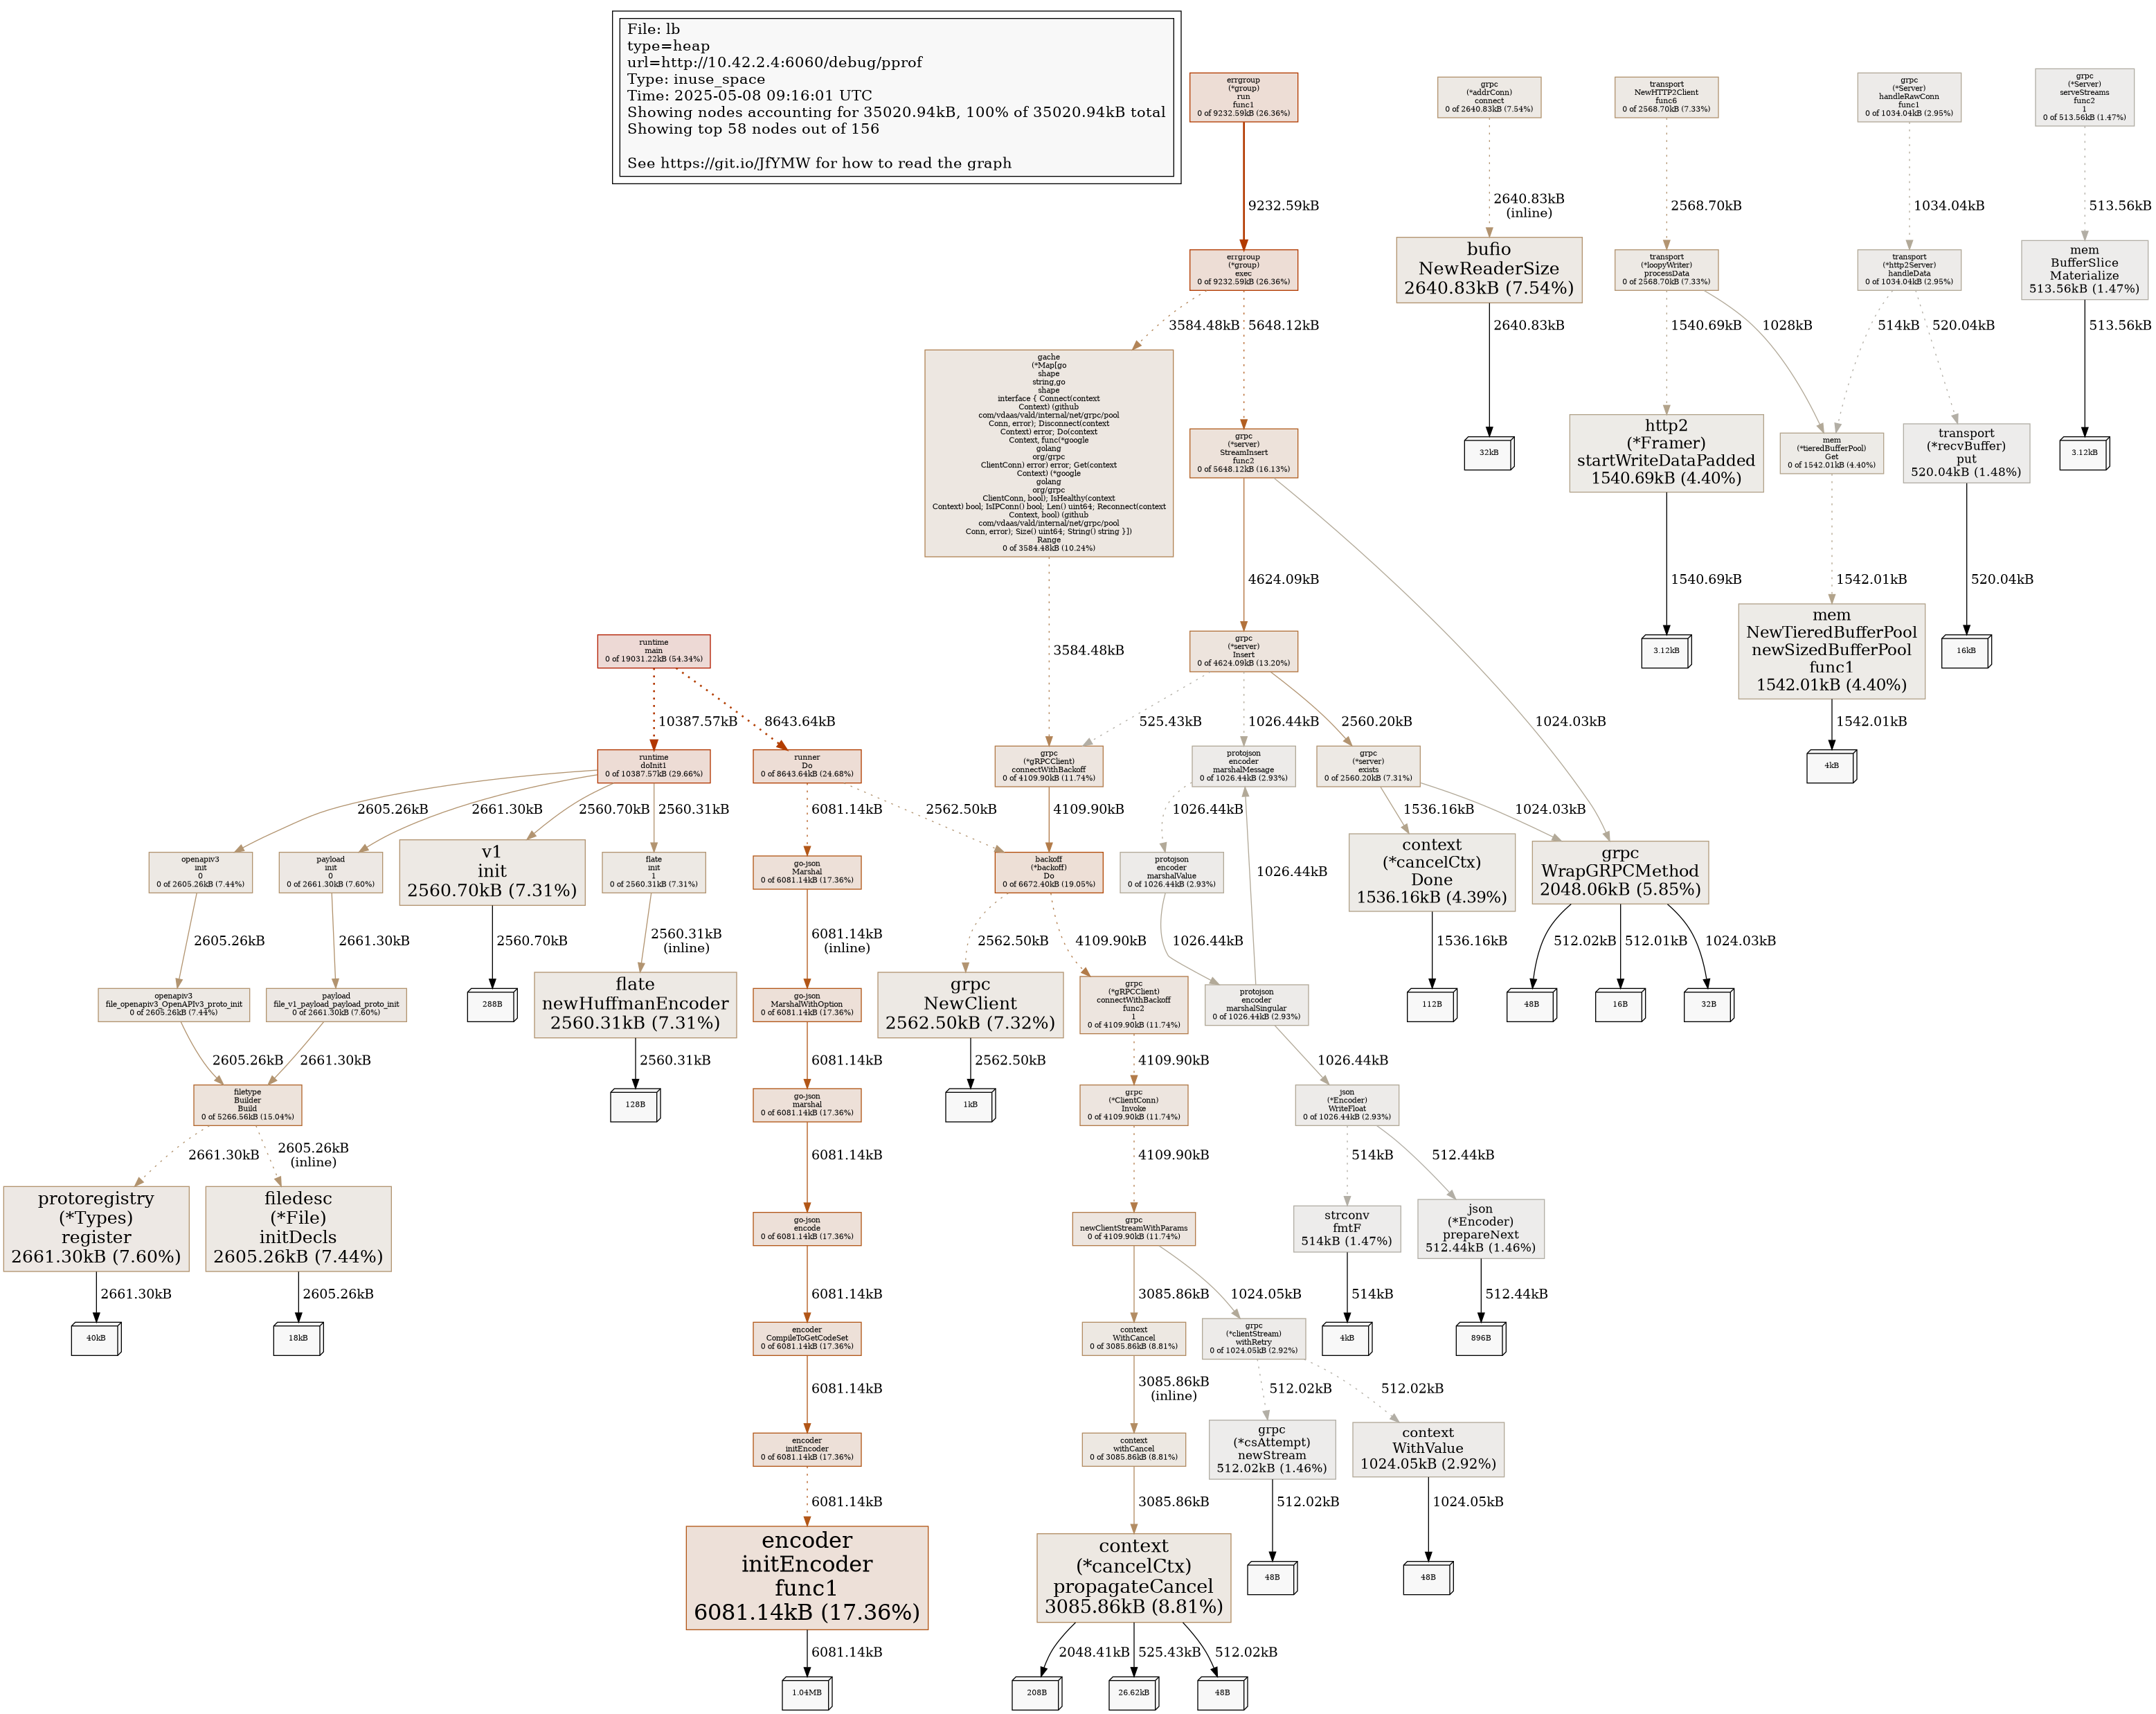 File: lb
type=heap
url=http://10.42.2.4:6060/debug/pprof
Type: inuse_space
Time: 2025-05-08 09:16:01 UTC
Showing nodes accounting for 35020.94kB, 100% of 35020.94kB total
Showing top 58 nodes out of 156
See https://git.io/JfYMW for how to read the graph
errgroup
(*group)
run
func1
0 of 9232.59kB (26.36%)
grpc
(*addrConn)
connect
0 of 2640.83kB (7.54%)
transport
NewHTTP2Client
func6
0 of 2568.70kB (7.33%)
grpc
(*Server)
handleRawConn
func1
0 of 1034.04kB (2.95%)
grpc
(*Server)
serveStreams
func2
1
0 of 513.56kB (1.47%)
9232.59kB
2640.83kB
(inline)
2568.70kB
1034.04kB
513.56kB
errgroup
(*group)
exec
0 of 9232.59kB (26.36%)
bufio
NewReaderSize
2640.83kB (7.54%)
transport
(*loopyWriter)
processData
0 of 2568.70kB (7.33%)
transport
(*http2Server)
handleData
0 of 1034.04kB (2.95%)
mem
BufferSlice
Materialize
513.56kB (1.47%)
3584.48kB
5648.12kB
2640.83kB
1540.69kB
1028kB
514kB
520.04kB
513.56kB
gache
(*Map[go
shape
string,go
shape
interface { Connect(context
Context) (github
com/vdaas/vald/internal/net/grpc/pool
Conn, error); Disconnect(context
Context) error; Do(context
Context, func(*google
golang
org/grpc
ClientConn) error) error; Get(context
Context) (*google
golang
org/grpc
ClientConn, bool); IsHealthy(context
Context) bool; IsIPConn() bool; Len() uint64; Reconnect(context
Context, bool) (github
com/vdaas/vald/internal/net/grpc/pool
Conn, error); Size() uint64; String() string }])
Range
0 of 3584.48kB (10.24%)
grpc
(*server)
StreamInsert
func2
0 of 5648.12kB (16.13%)
32kB
http2
(*Framer)
startWriteDataPadded
1540.69kB (4.40%)
mem
(*tieredBufferPool)
Get
0 of 1542.01kB (4.40%)
transport
(*recvBuffer)
put
520.04kB (1.48%)
3.12kB
3584.48kB
4624.09kB
1024.03kB
1540.69kB
1542.01kB
520.04kB
runtime
main
0 of 19031.22kB (54.34%)
grpc
(*server)
Insert
0 of 4624.09kB (13.20%)
3.12kB
mem
NewTieredBufferPool
newSizedBufferPool
func1
1542.01kB (4.40%)
16kB
10387.57kB
8643.64kB
525.43kB
1026.44kB
2560.20kB
1542.01kB
runtime
doInit1
0 of 10387.57kB (29.66%)
runner
Do
0 of 8643.64kB (24.68%)
grpc
(*gRPCClient)
connectWithBackoff
0 of 4109.90kB (11.74%)
protojson
encoder
marshalMessage
0 of 1026.44kB (2.93%)
grpc
(*server)
exists
0 of 2560.20kB (7.31%)
4kB
2605.26kB
2661.30kB
2560.70kB
2560.31kB
6081.14kB
2562.50kB
4109.90kB
1026.44kB
1026.44kB
1536.16kB
1024.03kB
openapiv3
init
0
0 of 2605.26kB (7.44%)
payload
init
0
0 of 2661.30kB (7.60%)
v1
init
2560.70kB (7.31%)
flate
init
1
0 of 2560.31kB (7.31%)
go-json
Marshal
0 of 6081.14kB (17.36%)
backoff
(*backoff)
Do
0 of 6672.40kB (19.05%)
protojson
encoder
marshalValue
0 of 1026.44kB (2.93%)
context
(*cancelCtx)
Done
1536.16kB (4.39%)
grpc
WrapGRPCMethod
2048.06kB (5.85%)
2605.26kB
2661.30kB
2560.70kB
2560.31kB
(inline)
6081.14kB
(inline)
2562.50kB
4109.90kB
1026.44kB
1536.16kB
512.02kB
512.01kB
1024.03kB
openapiv3
file_openapiv3_OpenAPIv3_proto_init
0 of 2605.26kB (7.44%)
payload
file_v1_payload_payload_proto_init
0 of 2661.30kB (7.60%)
288B
flate
newHuffmanEncoder
2560.31kB (7.31%)
go-json
MarshalWithOption
0 of 6081.14kB (17.36%)
grpc
NewClient
2562.50kB (7.32%)
grpc
(*gRPCClient)
connectWithBackoff
func2
1
0 of 4109.90kB (11.74%)
protojson
encoder
marshalSingular
0 of 1026.44kB (2.93%)
112B
48B
16B
32B
2605.26kB
2661.30kB
2560.31kB
6081.14kB
2562.50kB
4109.90kB
1026.44kB
filetype
Builder
Build
0 of 5266.56kB (15.04%)
128B
go-json
marshal
0 of 6081.14kB (17.36%)
1kB
grpc
(*ClientConn)
Invoke
0 of 4109.90kB (11.74%)
json
(*Encoder)
WriteFloat
0 of 1026.44kB (2.93%)
2661.30kB
2605.26kB
(inline)
6081.14kB
4109.90kB
514kB
512.44kB
protoregistry
(*Types)
register
2661.30kB (7.60%)
filedesc
(*File)
initDecls
2605.26kB (7.44%)
go-json
encode
0 of 6081.14kB (17.36%)
grpc
newClientStreamWithParams
0 of 4109.90kB (11.74%)
strconv
fmtF
514kB (1.47%)
json
(*Encoder)
prepareNext
512.44kB (1.46%)
2661.30kB
2605.26kB
6081.14kB
3085.86kB
1024.05kB
514kB
512.44kB
40kB
18kB
encoder
CompileToGetCodeSet
0 of 6081.14kB (17.36%)
context
WithCancel
0 of 3085.86kB (8.81%)
grpc
(*clientStream)
withRetry
0 of 1024.05kB (2.92%)
4kB
896B
6081.14kB
3085.86kB
(inline)
512.02kB
512.02kB
encoder
initEncoder
0 of 6081.14kB (17.36%)
context
withCancel
0 of 3085.86kB (8.81%)
grpc
(*csAttempt)
newStream
512.02kB (1.46%)
context
WithValue
1024.05kB (2.92%)
6081.14kB
3085.86kB
512.02kB
1024.05kB
encoder
initEncoder
func1
6081.14kB (17.36%)
context
(*cancelCtx)
propagateCancel
3085.86kB (8.81%)
48B
48B
6081.14kB
2048.41kB
525.43kB
512.02kB
1.04MB
208B
26.62kB
48B